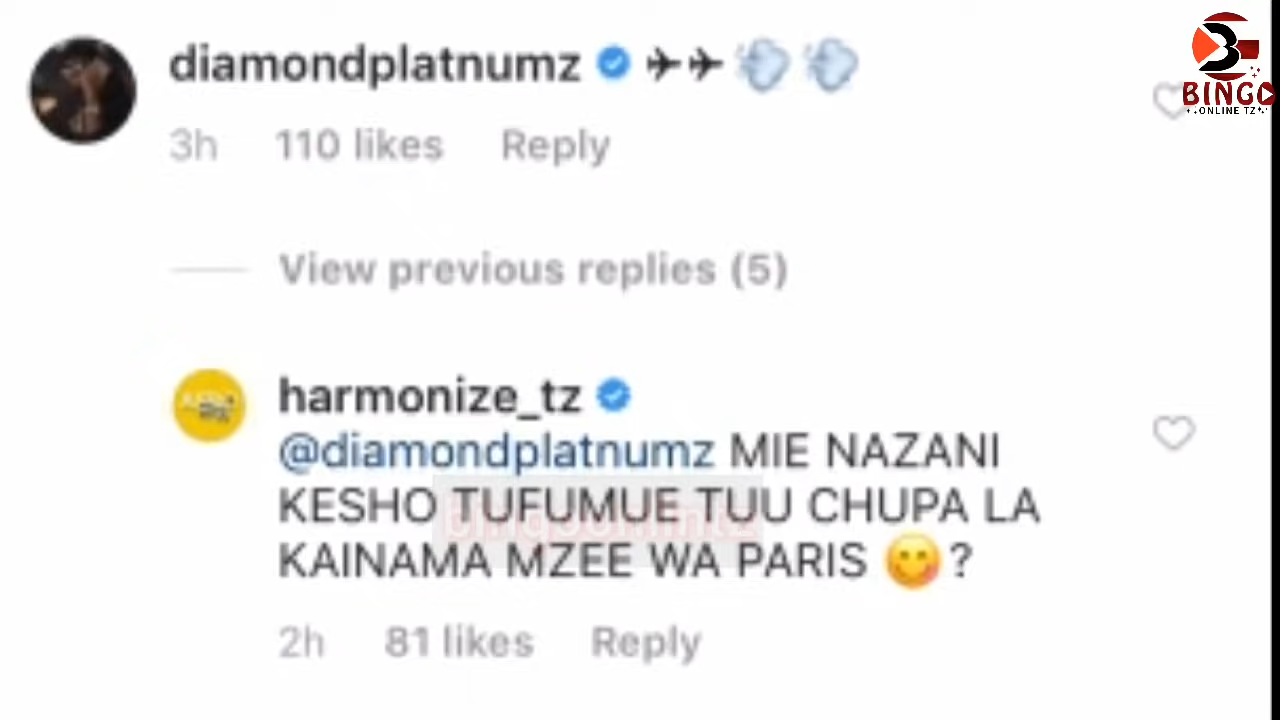 diamondplatnumz ✈✈💨💨
3h 110 likes Reply
BINGO
ONLINE TZ
View previous replies (5)
harmonize_tz
@diamondplatnumz MIE NAZANI
KESHO TUFUMUE TUU CHUPA LA
KAINAMA MZEE WA PARIS 😋?
2h 81 likes Reply